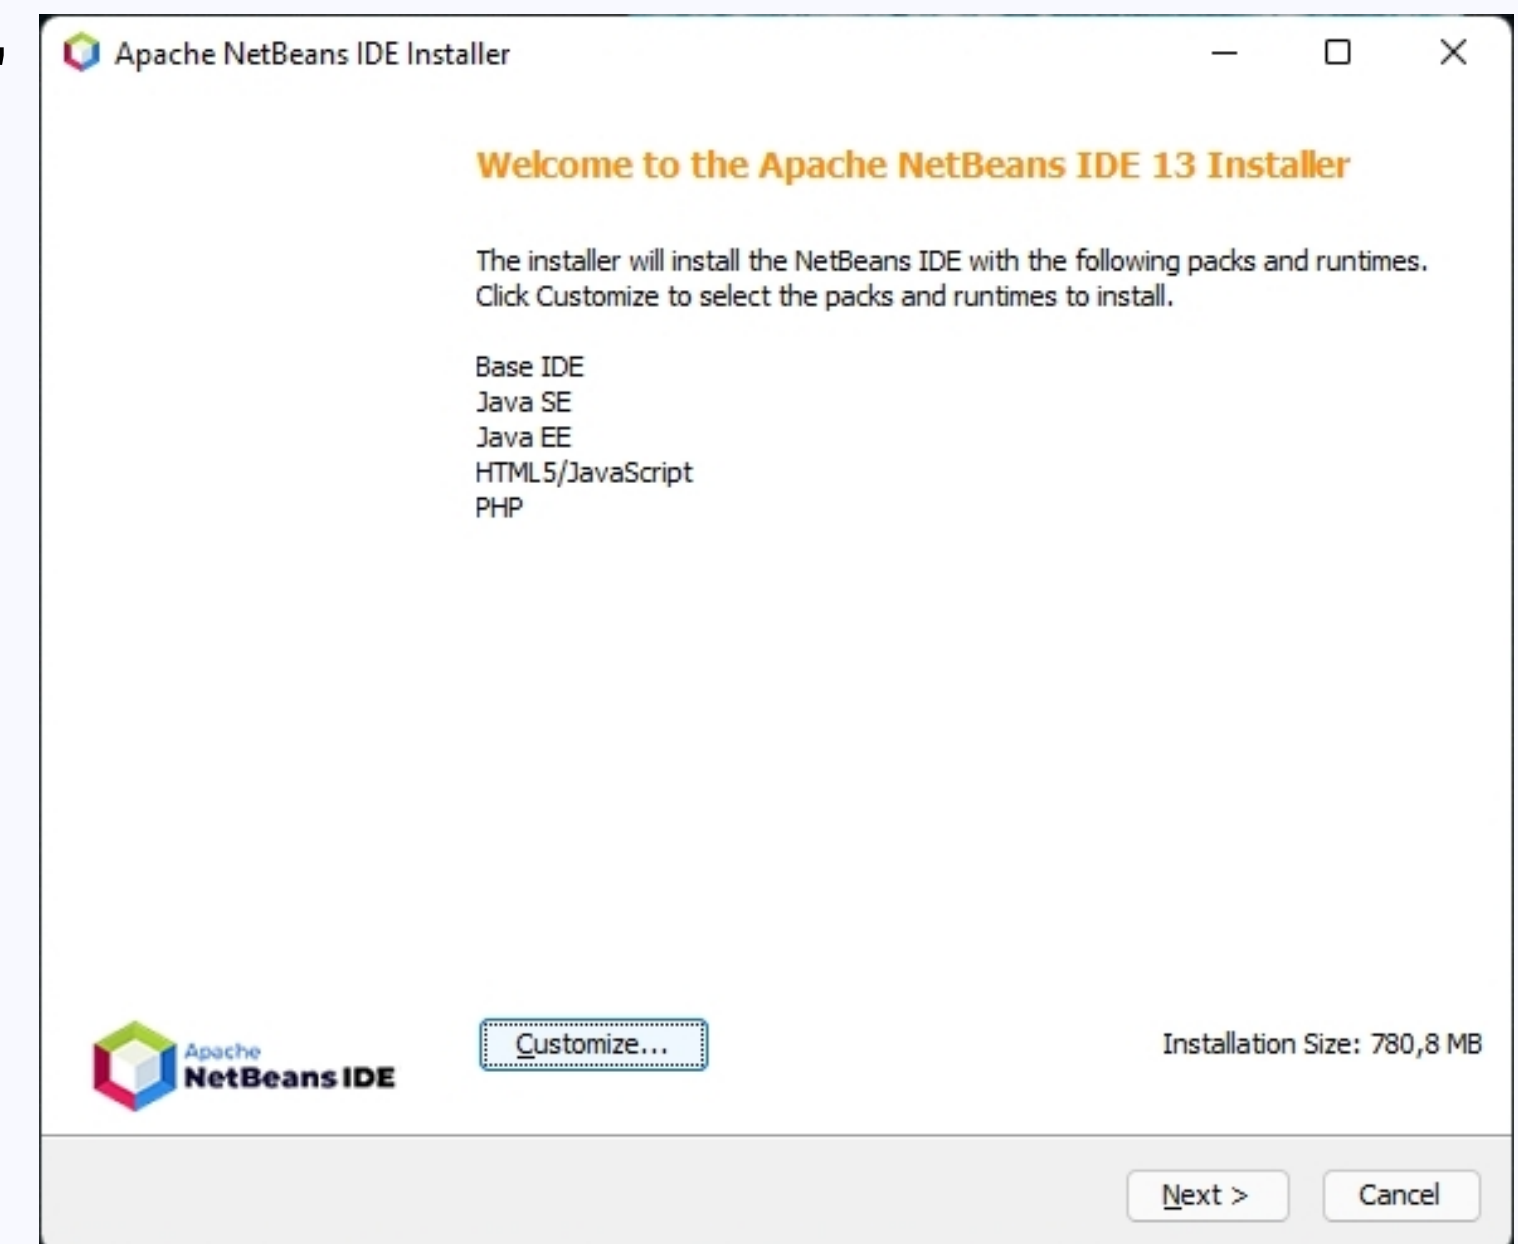 Apache NetBeans IDE Installer
Welcome to the Apache NetBeans IDE 13 Installer
The installer will install the NetBeans IDE with the following packs and runtimes.
Click Customize to select the packs and runtimes to install.
Base IDE
Java SE
Java EE
HTML5/JavaScript
PHP
Apache
NetBeans IDE
Customize...
Installation Size: 780,8 MB
Next >
Cancel